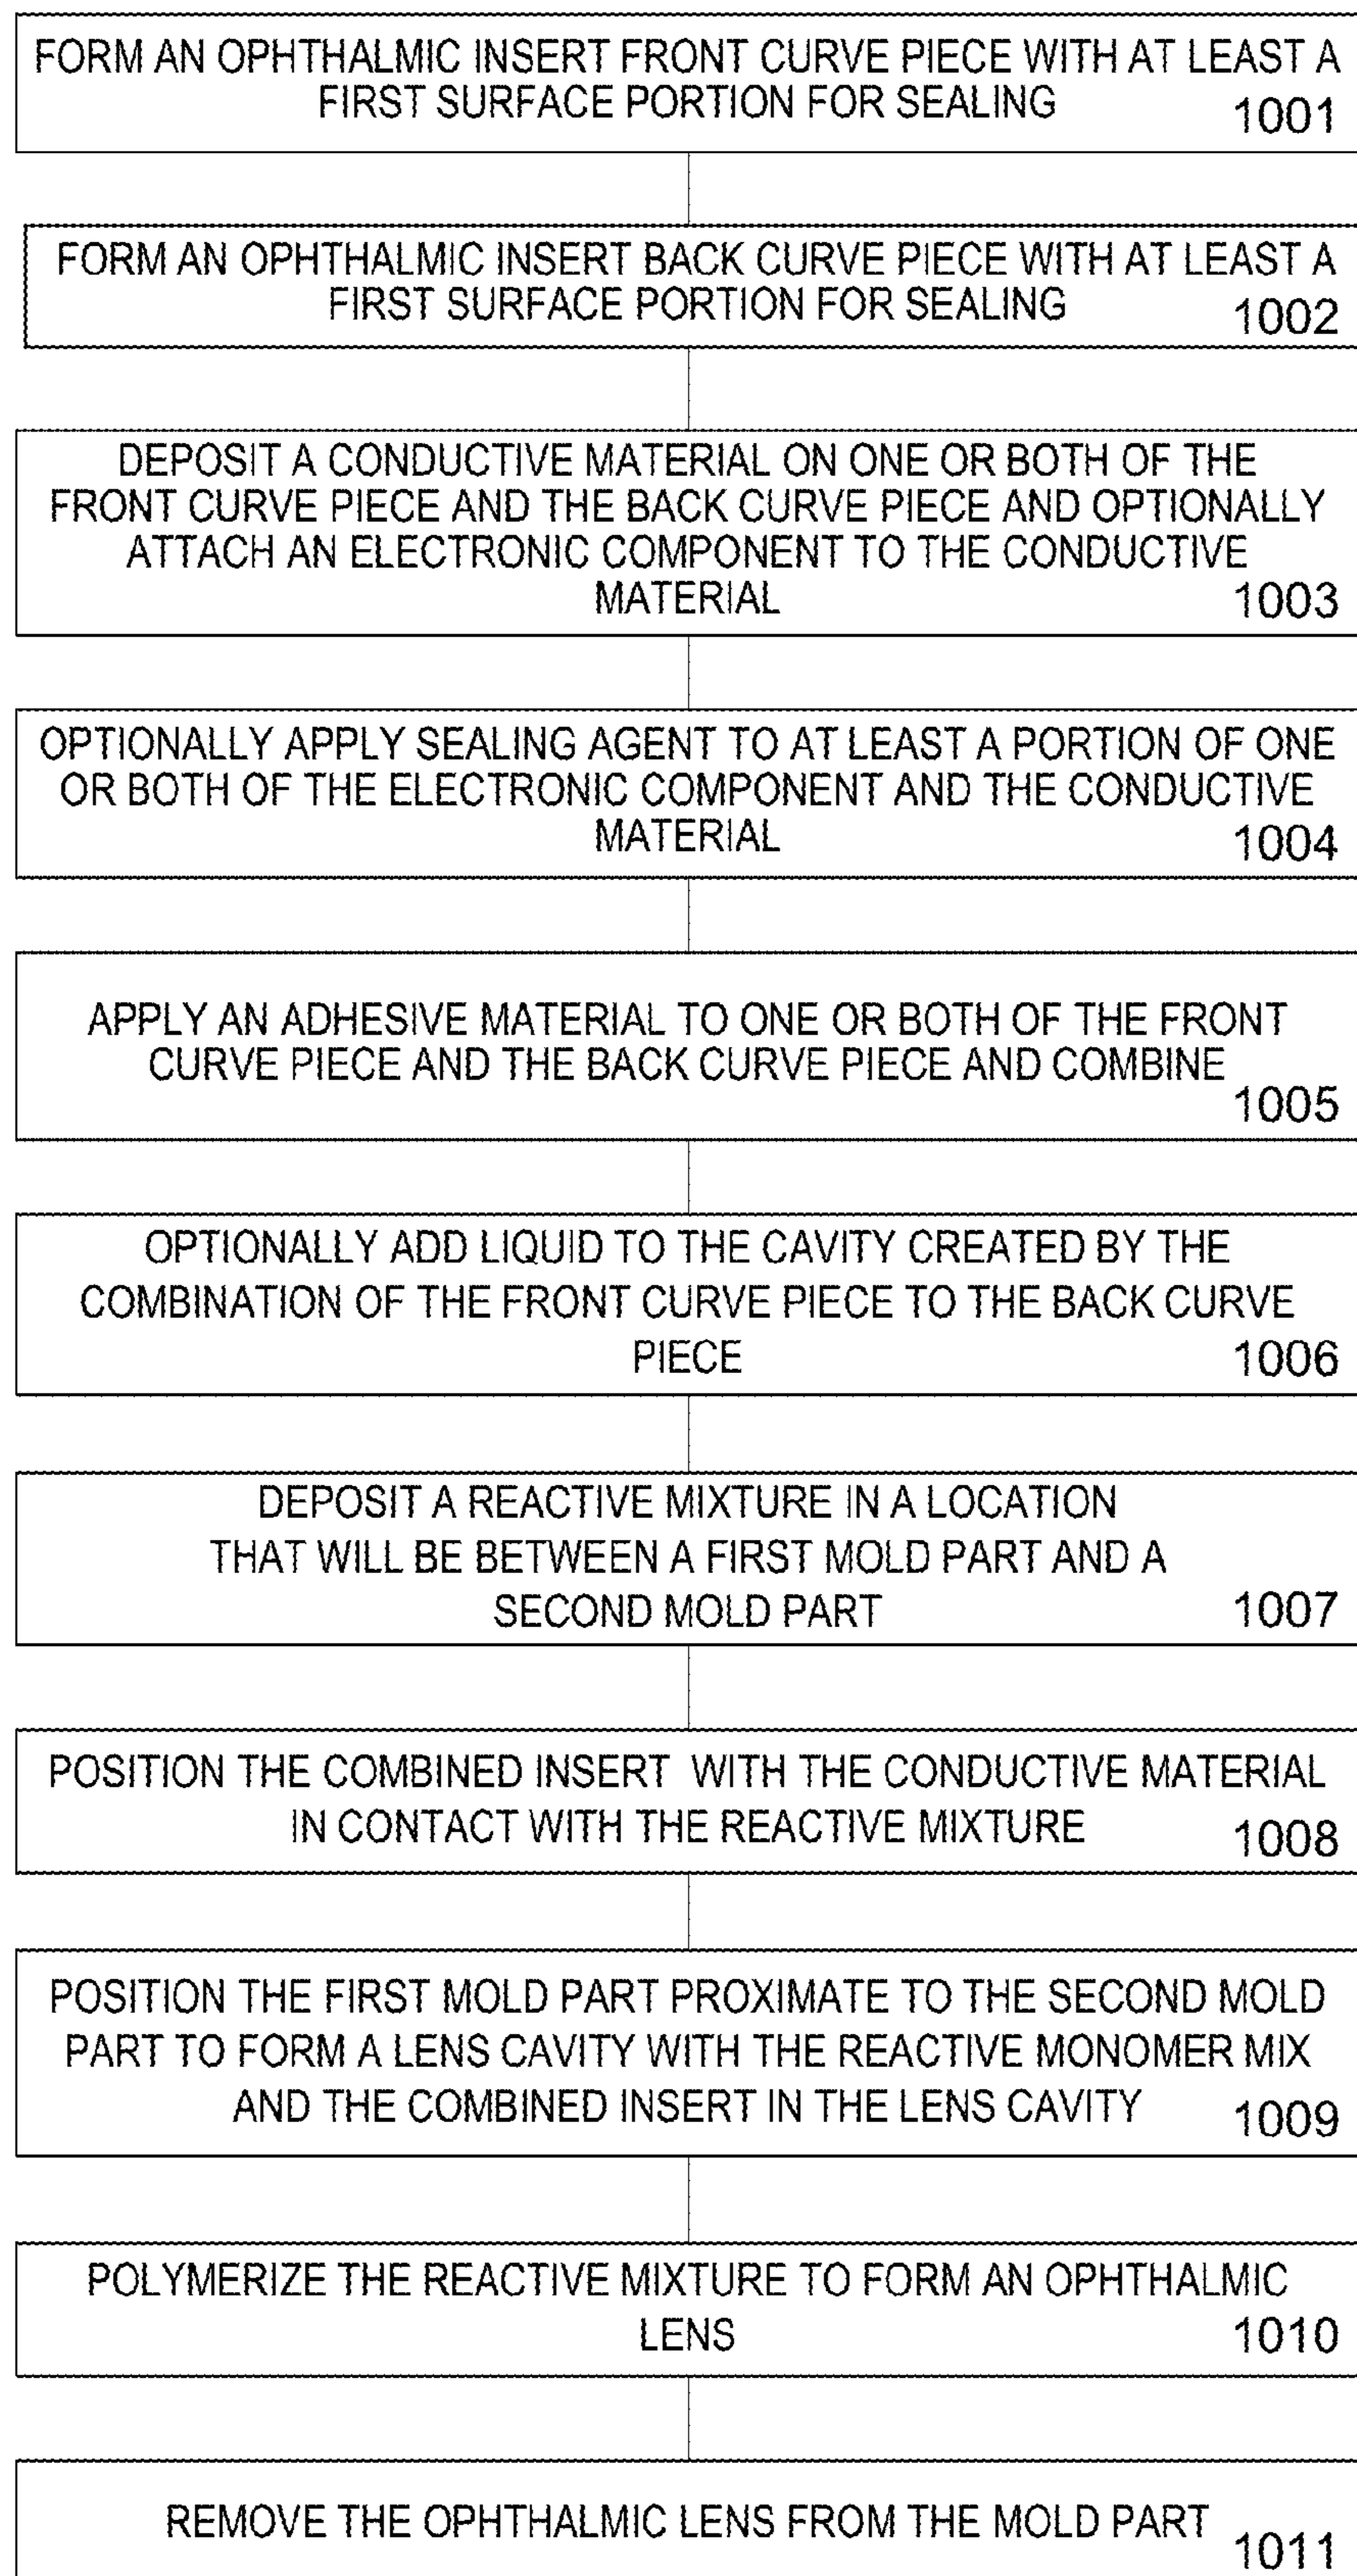 FORM AN OPHTHALMIC INSERT FRONT CURVE PIECE WITH AT LEAST A
FIRST SURFACE PORTION FOR SEALING
1001
FORM AN OPHTHALMIC INSERT BACK CURVE PIECE WITH AT LEAST A
FIRST SURFACE PORTION FOR SEALING
1002
DEPOSIT A CONDUCTIVE MATERIAL ON ONE OR BOTH OF THE
FRONT CURVE PIECE AND THE BACK CURVE PIECE AND OPTIONALLY
ATTACH AN ELECTRONIC COMPONENT TO THE CONDUCTIVE
MATERIAL
1003
OPTIONALLY APPLY SEALING AGENT TO AT LEAST A PORTION OF ONE
OR BOTH OF THE ELECTRONIC COMPONENT AND THE CONDUCTIVE
MATERIAL
1004
APPLY AN ADHESIVE MATERIAL TO ONE OR BOTH OF THE FRONT
CURVE PIECE AND THE BACK CURVE PIECE AND COMBINE
1005
OPTIONALLY ADD LIQUID TO THE CAVITY CREATED BY THE
COMBINATION OF THE FRONT CURVE PIECE TO THE BACK CURVE
PIECE
1006
DEPOSIT A REACTIVE MIXTURE IN A LOCATION
THAT WILL BE BETWEEN A FIRST MOLD PART AND A
SECOND MOLD PART
1007
POSITION THE COMBINED INSERT WITH THE CONDUCTIVE MATERIAL
IN CONTACT WITH THE REACTIVE MIXTURE
1008
POSITION THE FIRST MOLD PART PROXIMATE TO THE SECOND MOLD
PART TO FORM A LENS CAVITY WITH THE REACTIVE MONOMER MIX
AND THE COMBINED INSERT IN THE LENS CAVITY
1009
POLYMERIZE THE REACTIVE MIXTURE TO FORM AN OPHTHALMIC
LENS
1010
REMOVE THE OPHTHALMIC LENS FROM THE MOLD PART
1011